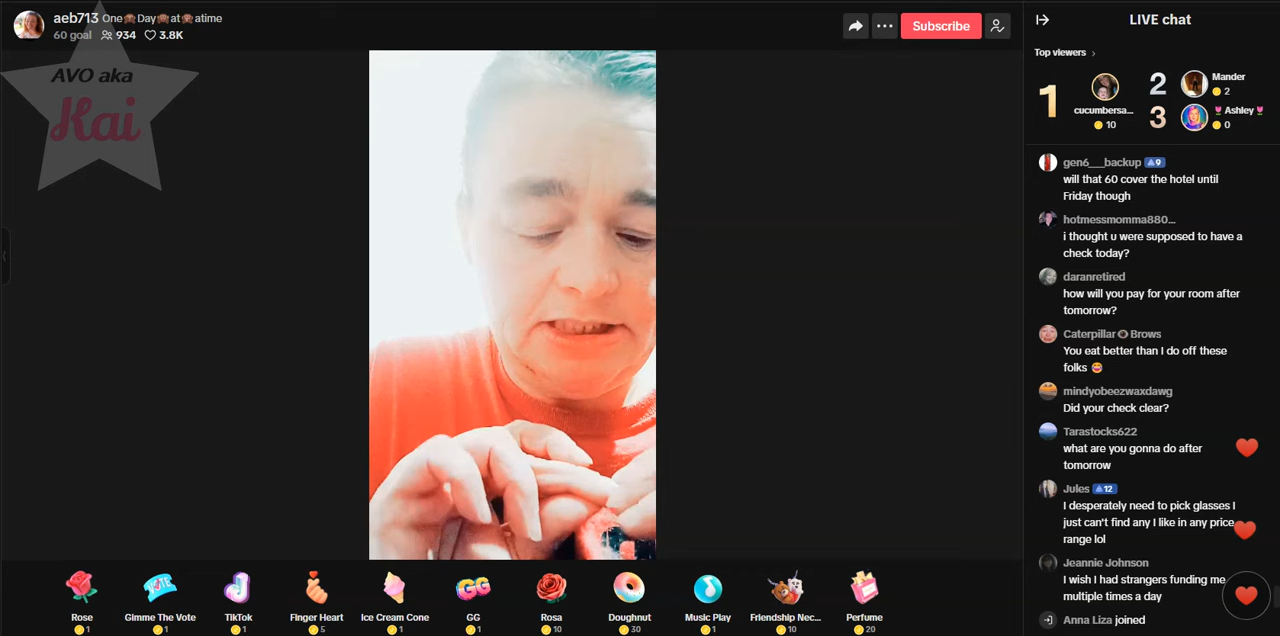 aeb713 One🙈Day🙈at🙈atime
60 goal 934 3.8K
Subscribe
AVO aka
Kai
LIVE chat
Top viewers >
1 cucumbersa... 10
2 Mander 2
3 🌷Ashley🌷 0
gen6__backup 9
will that 60 cover the hotel until
Friday though
hotmessmomma880...
i thought u were supposed to have a
check today?
daranretired
how will you pay for your room after
tomorrow?
Caterpillar👁Brows
You eat better than I do off these
folks 😆
mindyobeezwaxdawg
Did your check clear?
Tarastocks622
what are you gonna do after
tomorrow
Jules 12
I desperately need to pick glasses I
just can't find any I like in any price
range lol
Jeannie Johnson
I wish I had strangers funding me
multiple times a day
Anna Liza joined
VOTE
GG
Rose Gimme The Vote TikTok Finger Heart Ice Cream Cone GG Rosa Doughnut Music Play Friendship Nec... Perfume
1 1 1 5 1 1 10 30 1 10 20